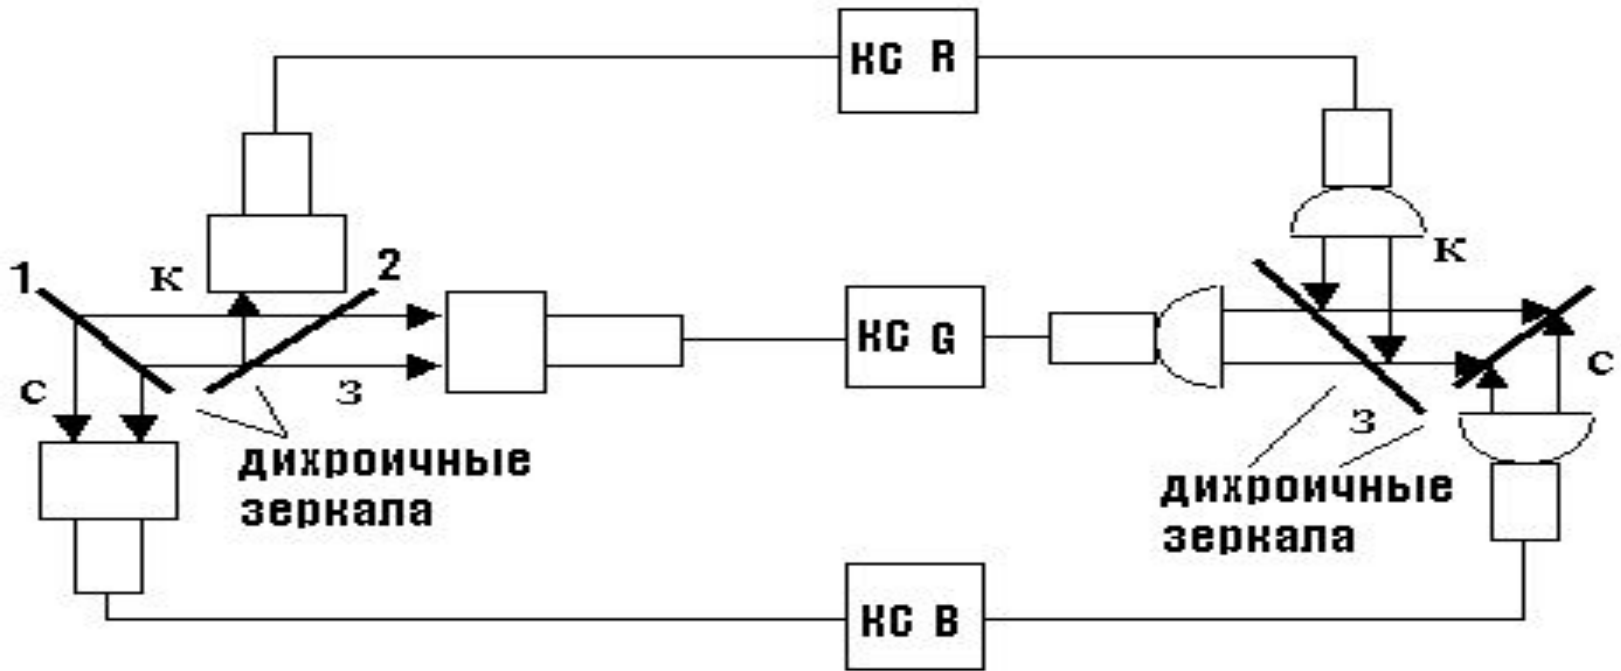 КС R
К
1
К
2
КС G
С
С
З
З
дихроичные
зеркала
дихроичные
зеркала
КС B